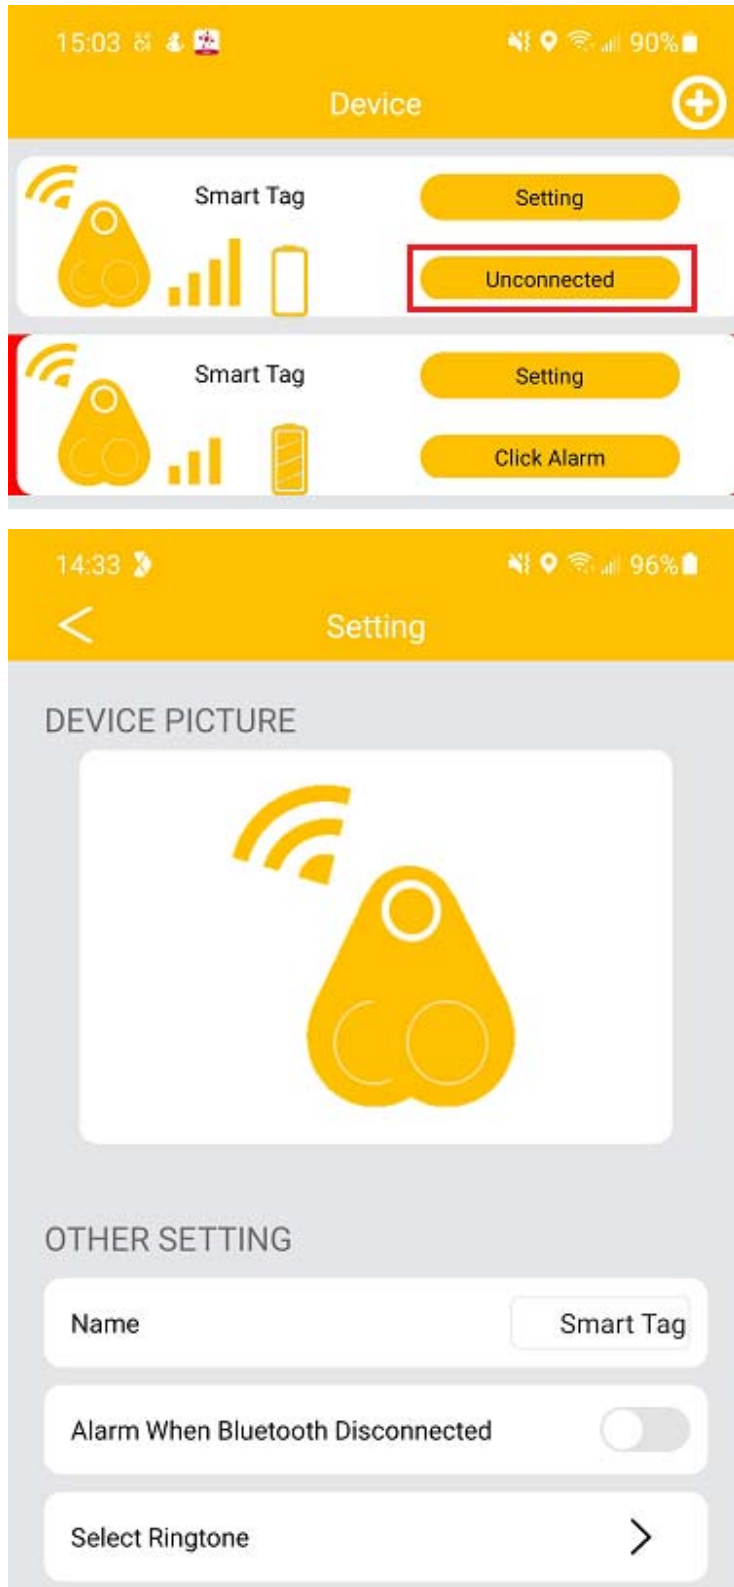 15:03 90%
Device
Smart Tag Setting
Unconnected
Smart Tag Setting
Click Alarm
14:33 96%
Setting
DEVICE PICTURE
OTHER SETTING
Name Smart Tag
Alarm When Bluetooth Disconnected
Select Ringtone